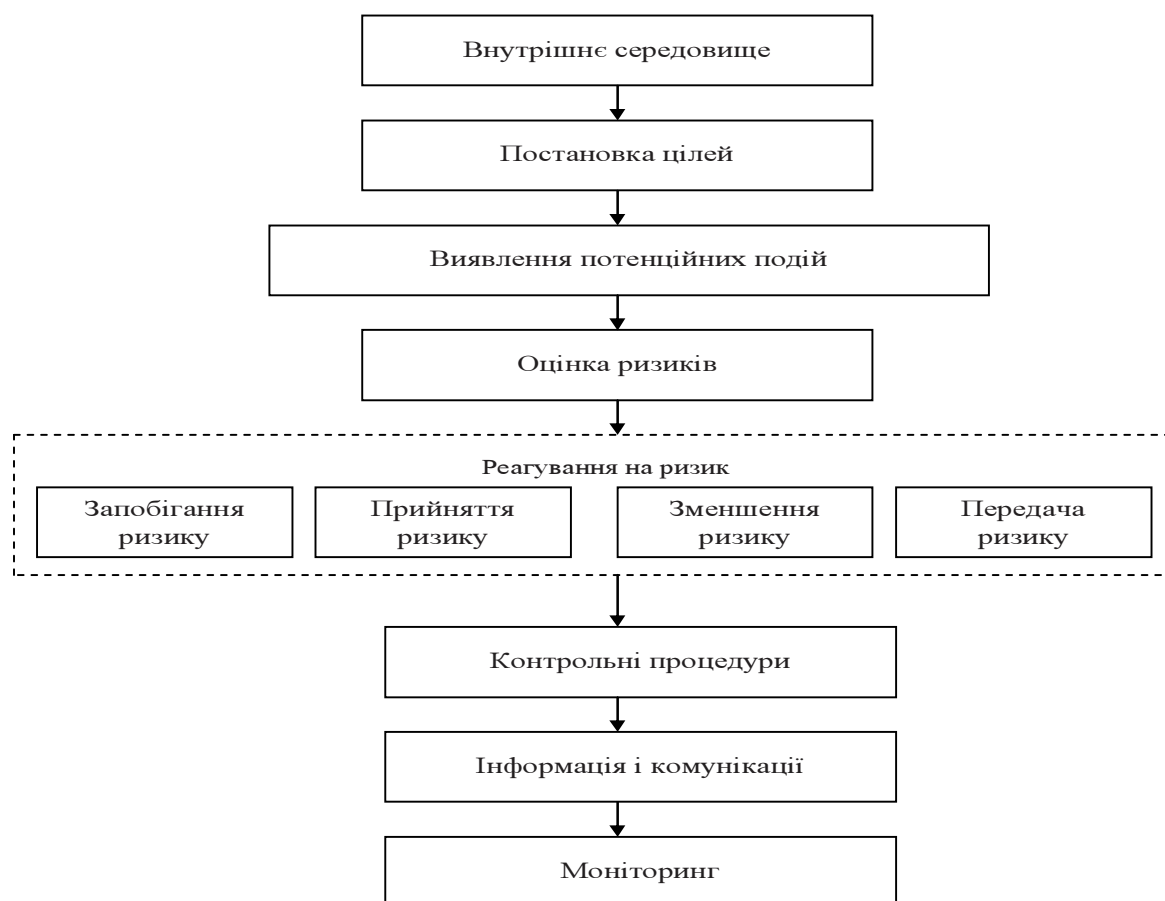 Внутрішнє середовище
Постановка цілей
Виявлення потенційних подій
Оцінка ризиків
Реагування на ризик
Запобігання
ризику
Прийняття
ризику
Зменшення
ризику
Передача
ризику
Контрольні процедури
Інформація і комунікації
Моніторинг